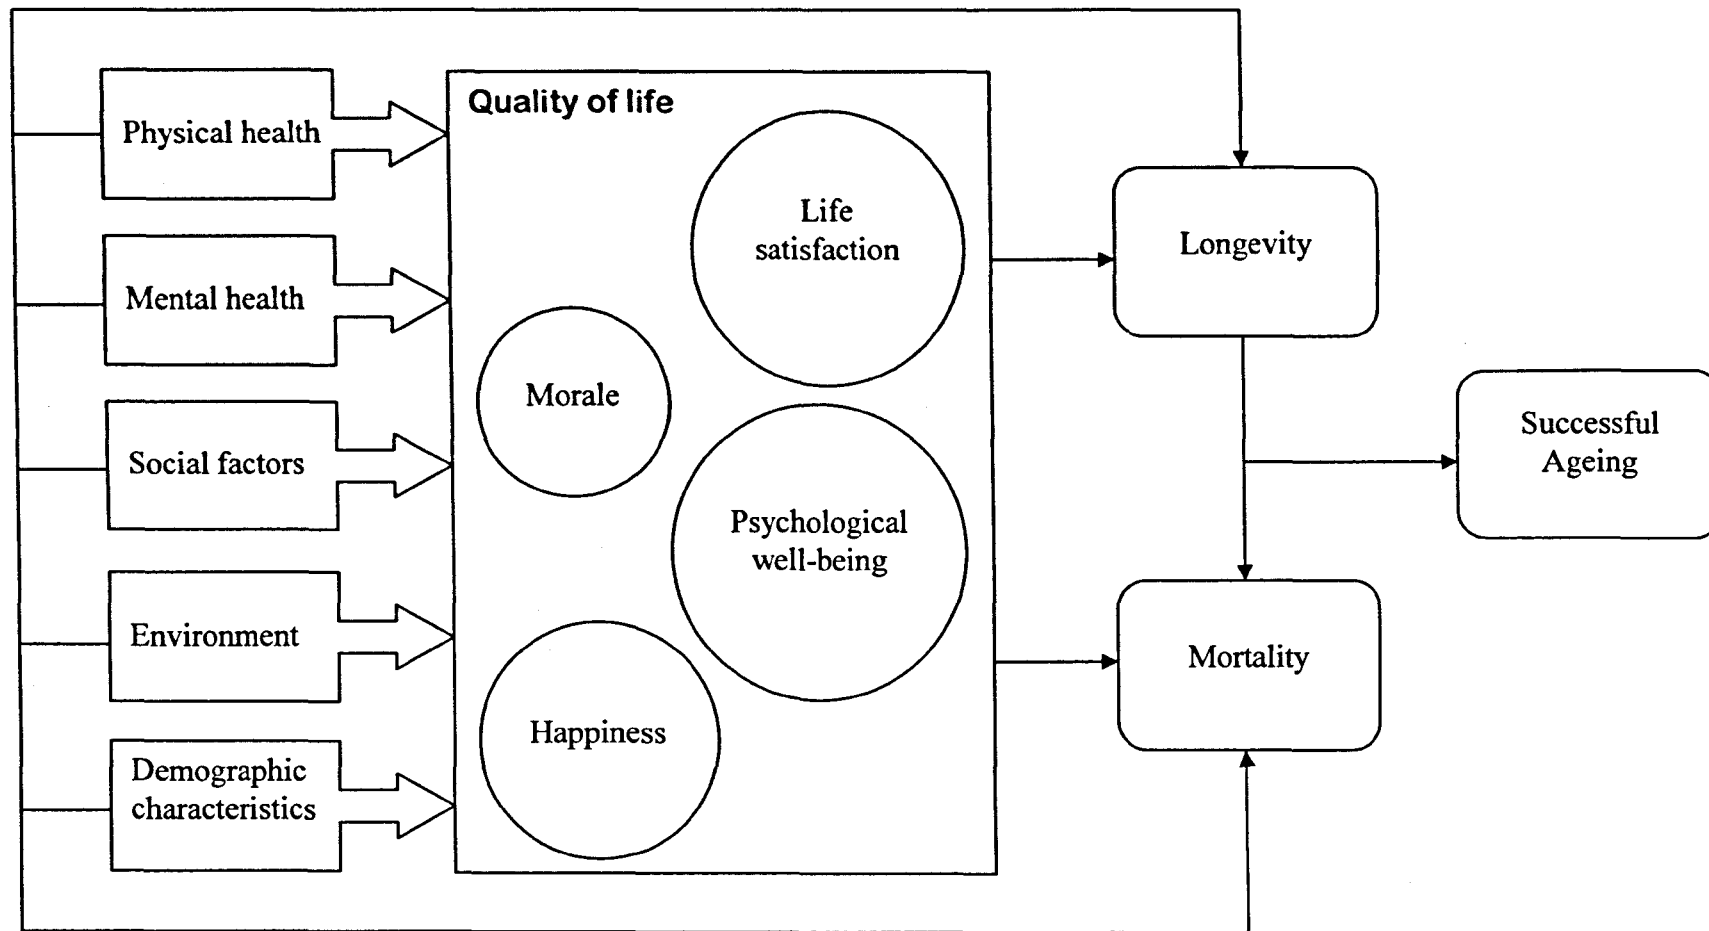 Quality of life
Physical health
Mental health
Social factors
Environment
Demographic
characteristics
Life
satisfaction
Morale
Psychological
well-being
Happiness
Longevity
Mortality
Successful
Ageing